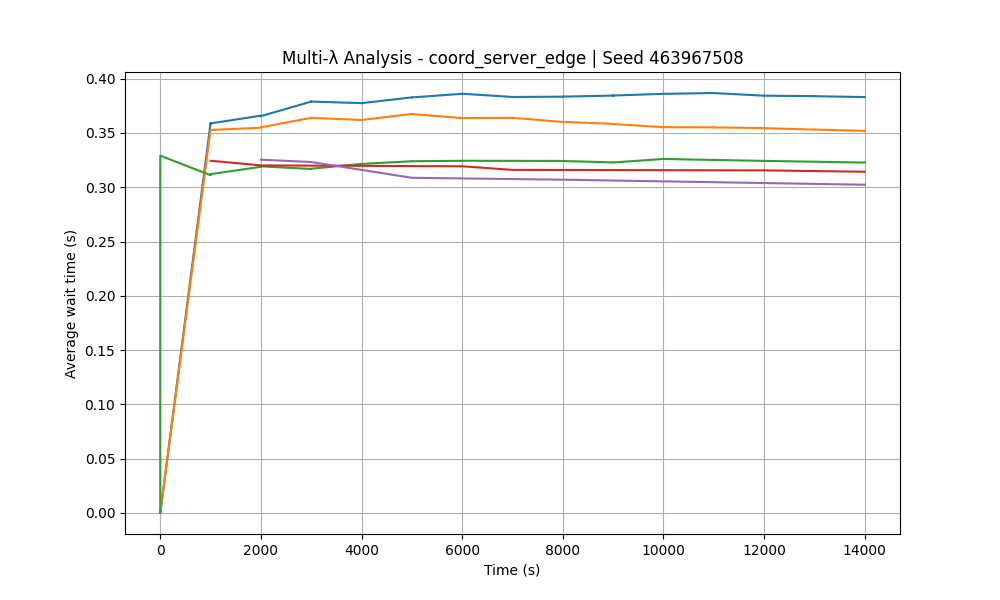 Multi-λ Analysis - coord_server_edge | Seed 463967508
Average wait time (s)
0.40
0.35
0.30
0.25
0.20
0.15
0.10
0.05
0.00
0 2000 4000 6000 8000 10000 12000 14000
Time (s)